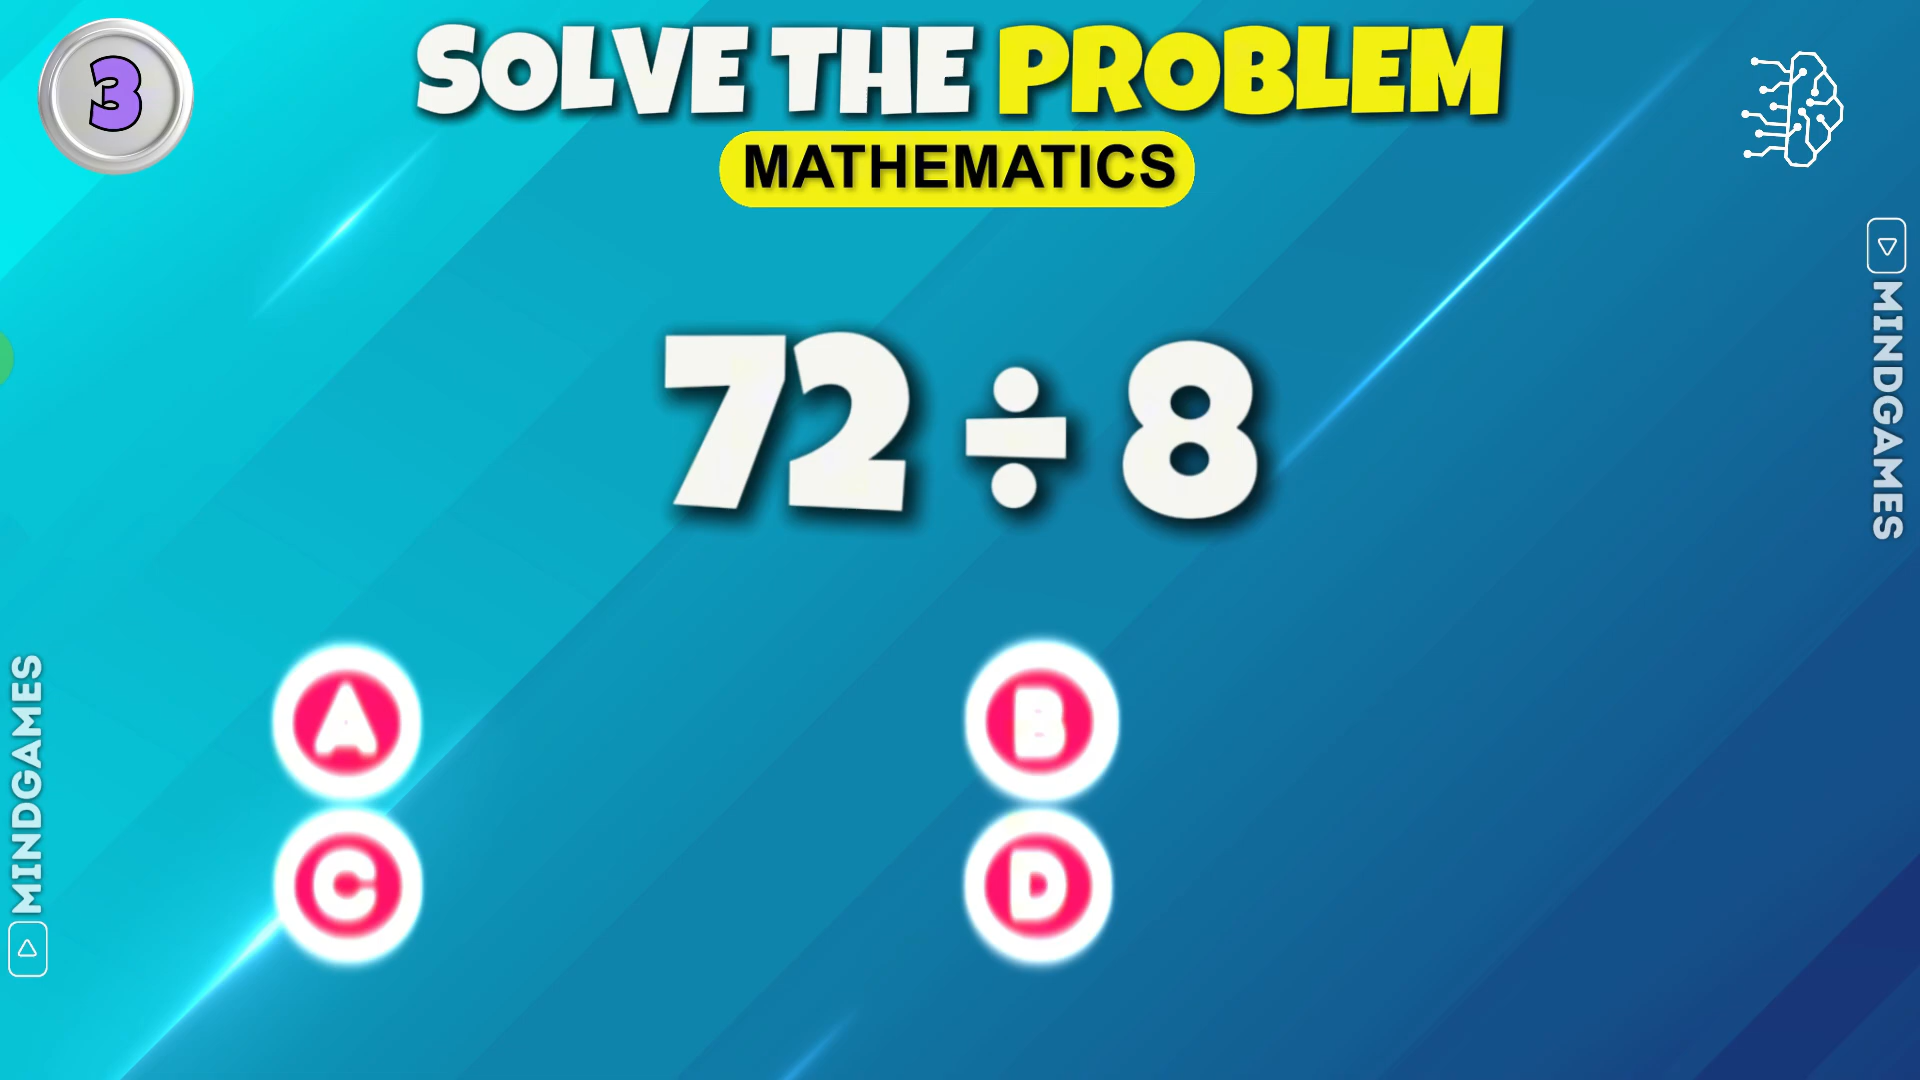 3
SOLVE THE PROBLEM
MATHEMATICS
72 ÷ 8
MINDGAMES
A
B
C
D
MINDGAMES